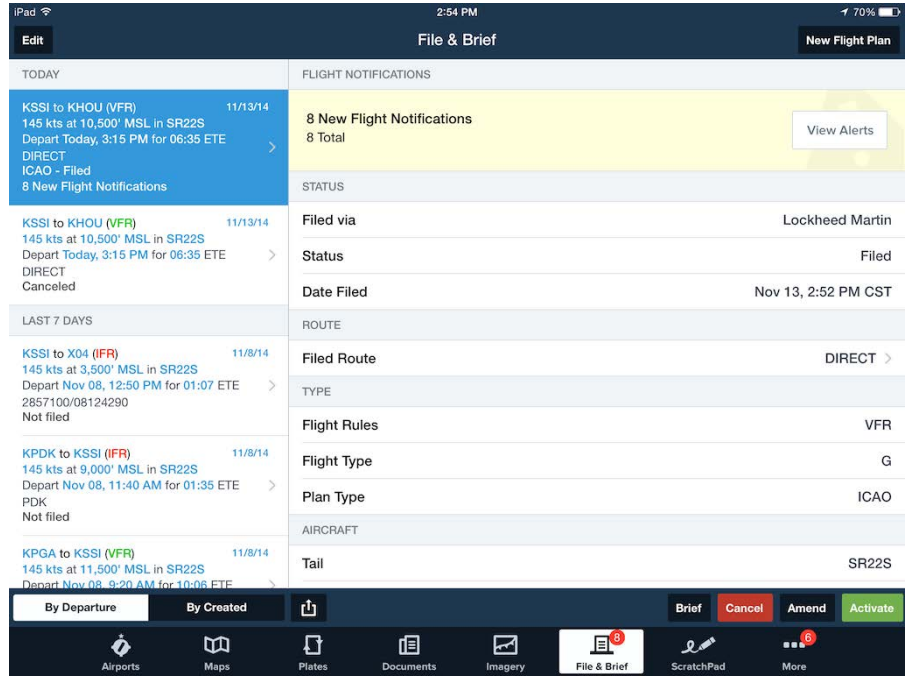 iPad 2:54 PM 70%
Edit File & Brief New Flight Plan
TODAY
KSSI to KHOU (VFR) 11/13/14
145 kts at 10,500' MSL in SR22S
Depart Today, 3:15 PM for 06:35 ETE
DIRECT
ICAO - Filed
8 New Flight Notifications
KSSI to KHOU (VFR) 11/13/14
145 kts at 10,500' MSL in SR22S
Depart Today, 3:15 PM for 06:35 ETE
DIRECT
Canceled
LAST 7 DAYS
KSSI to X04 (IFR) 11/8/14
145 kts at 3,500' MSL in SR22S
Depart Nov 08, 12:50 PM for 01:07 ETE
2857100/08124290
Not filed
KPDK to KSSI (IFR) 11/8/14
145 kts at 9,000' MSL in SR22S
Depart Nov 08, 11:40 AM for 01:35 ETE
PDK
Not filed
KPGA to KSSI (VFR) 11/8/14
145 kts at 11,500' MSL in SR22S
Depart Nov 08, 9:20 AM for 10:06 ETE
FLIGHT NOTIFICATIONS
8 New Flight Notifications
8 Total
View Alerts
STATUS
Filed via Lockheed Martin
Status Filed
Date Filed Nov 13, 2:52 PM CST
ROUTE
Filed Route DIRECT
TYPE
Flight Rules VFR
Flight Type G
Plan Type ICAO
AIRCRAFT
Tail SR22S
By Departure By Created Brief Cancel Amend Activate
8 6
Airports Maps Plates Documents Imagery File & Brief ScratchPad More